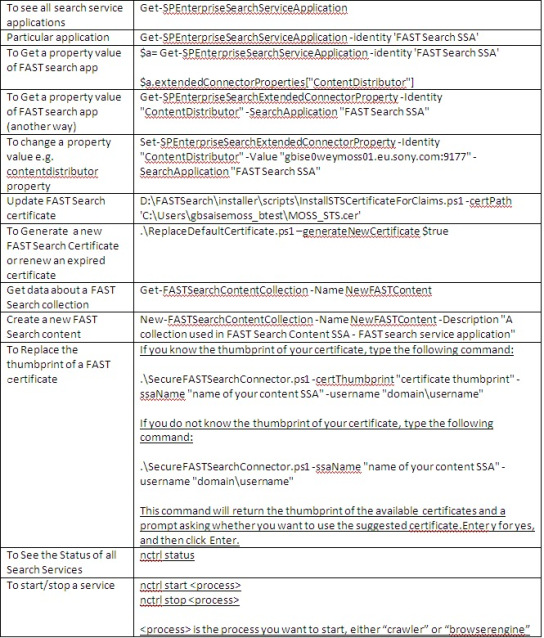 To see all search service
applications
Get-SPEnterpriseSearchServiceApplication
Particular application
Get-SPEnterpriseSearchServiceApplication -identity 'FAST Search SSA'
To Get a property value
of FAST search app
$a= Get-SPEnterpriseSearchServiceApplication -identity 'FAST Search SSA'
$a.extendedConnectorProperties["ContentDistributor"]
To Get a property value
of FAST search app
(another way)
Get-SPEnterpriseSearchExtendedConnectorProperty -Identity
"ContentDistributor" -SearchApplication "FAST Search SSA"
To change a property
value e.g.
contentdistributor
property
Set-SPEnterpriseSearchExtendedConnectorProperty -Identity
"ContentDistributor" -Value "gbise0weymoss01.eu.sony.com:9177" -
SearchApplication "FAST Search SSA"
Update FAST Search
certificate
D:\FASTSearch\installer\scripts\InstallSTSCertificateForClaims.ps1 -certPath
'C:\Users\gbsaisemoss_btest\MOSS_STS.cer'
To Generate a new
FAST Search Certificate
or renew an expired
certificate
.\ReplaceDefaultCertificate.ps1 –generateNewCertificate $true
Get data about a FAST
Search collection
Get-FASTSearchContentCollection -Name NewFASTContent
Create a new FAST
Search content
New-FASTSearchContentCollection -Name NewFASTContent -Description "A
collection used in FAST Search Content SSA - FAST search service application"
To Replace the
thumbprint of a FAST
certificate
If you know the thumbprint of your certificate, type the following command:
.\SecureFASTSearchConnector.ps1 -certThumbprint "certificate thumbprint" -
ssaName "name of your content SSA" -username "domain\username"
If you do not know the thumbprint of your certificate, type the following
command:
.\SecureFASTSearchConnector.ps1 -ssaName "name of your content SSA" -
username "domain\username"
This command will return the thumbprint of the available certificates and a
prompt asking whether you want to use the suggested certificate.Enter y for yes,
and then click Enter.
To See the Status of all
Search Services
nctrl status
To start/stop a service
nctrl start <process>
nctrl stop <process>
<process> is the process you want to start, either “crawler” or “browserengine”